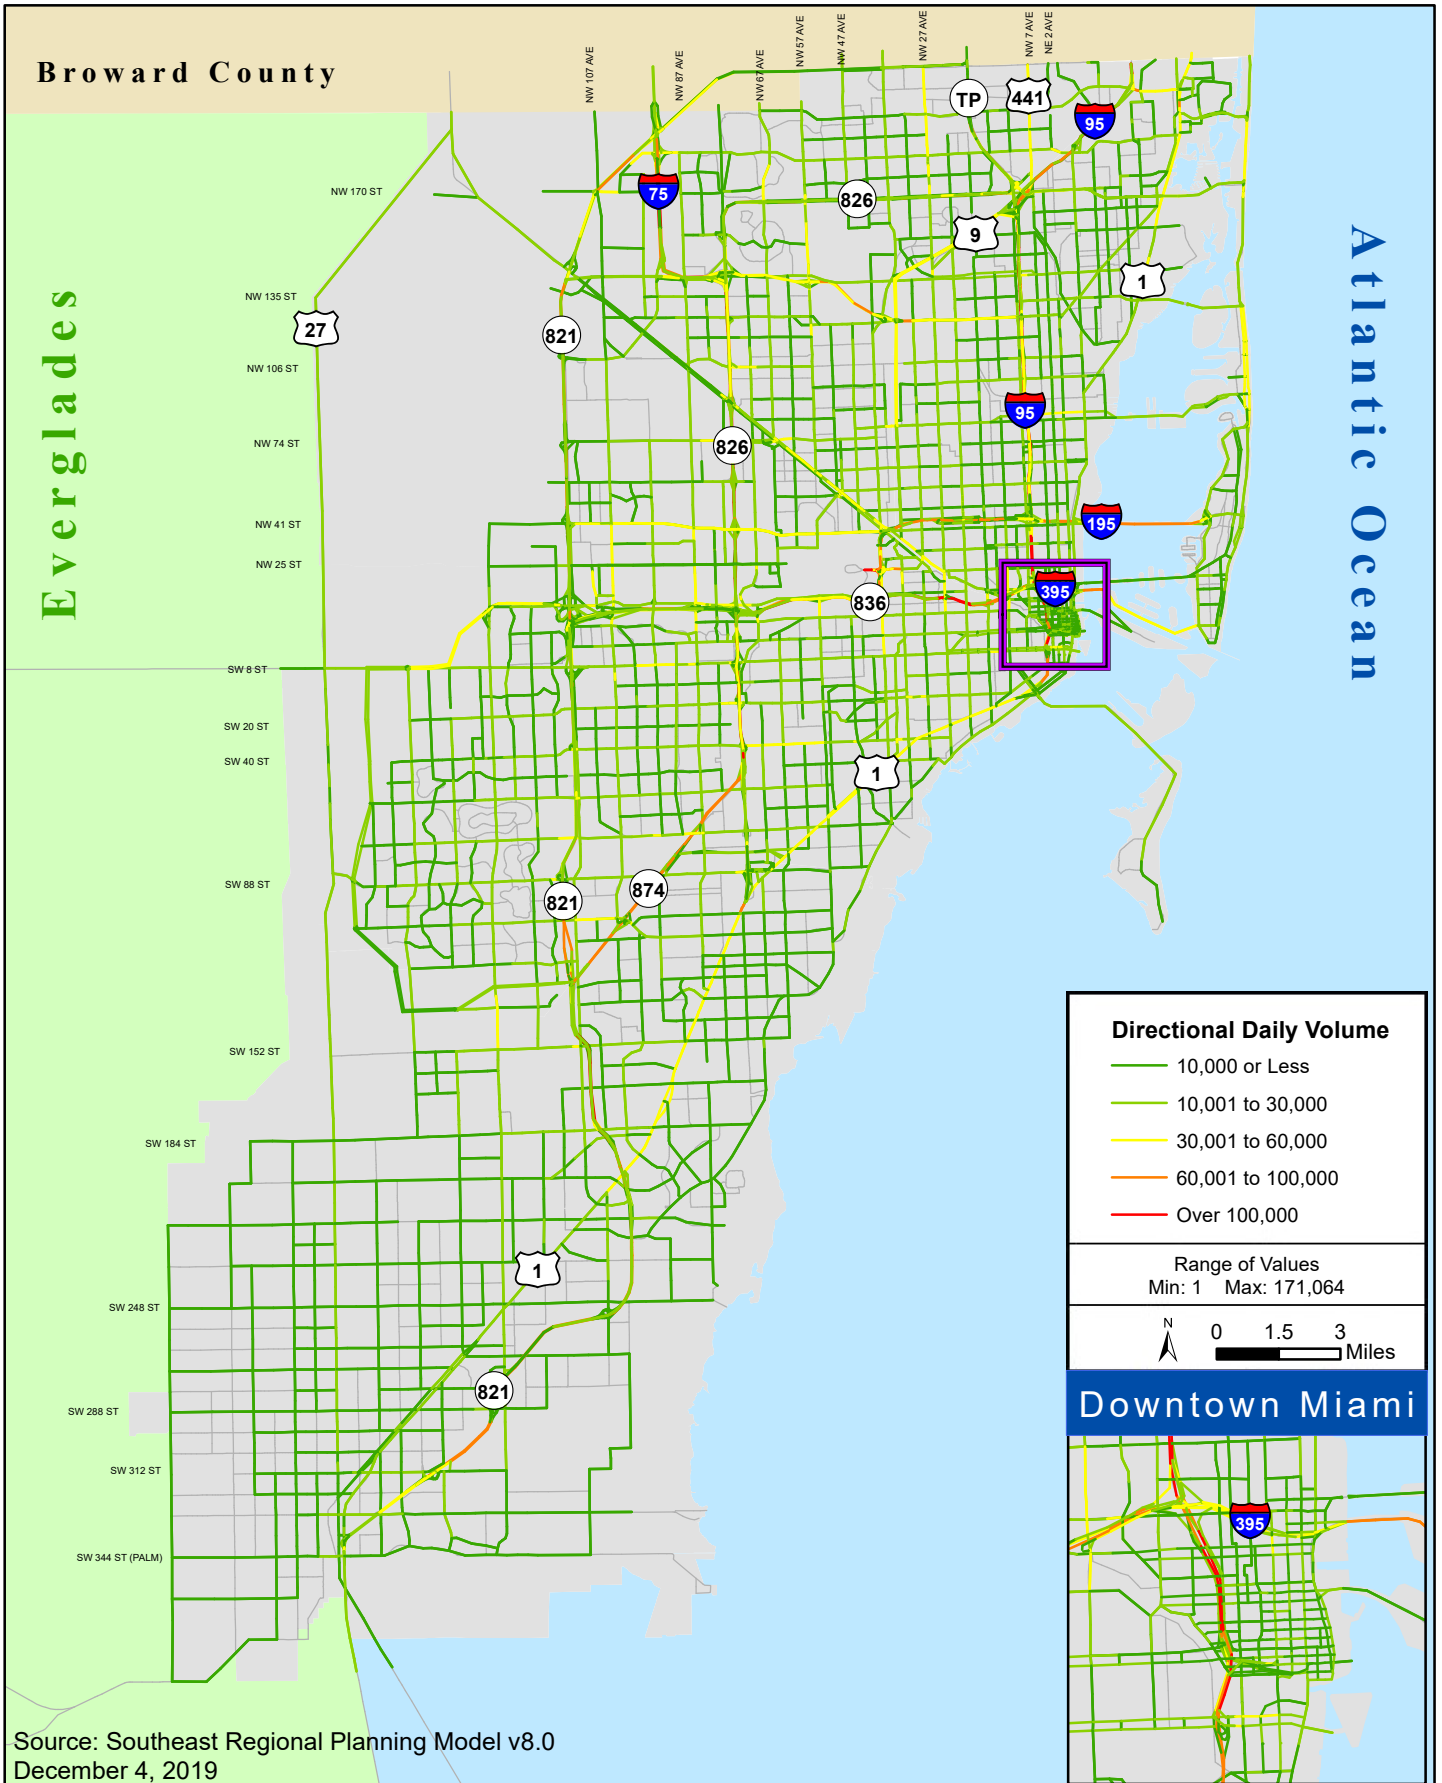 Broward County
NW 107 AVE
NW 87 AVE
NW 67 AVE
NW 57 AVE
NW 47 AVE
NW 27 AVE
NW 7 AVE
NE 2 AVE
TP
441
95
75
826
9
1
27
821
95
826
195
395
836
1
821
874
1
821
NW 170 ST
NW 135 ST
NW 106 ST
NW 74 ST
NW 41 ST
NW 25 ST
SW 8 ST
SW 20 ST
SW 40 ST
SW 88 ST
SW 152 ST
SW 184 ST
SW 248 ST
SW 288 ST
SW 312 ST
SW 344 ST (PALM)
Everglades
Atlantic Ocean
Directional Daily Volume
10,000 or Less
10,001 to 30,000
30,001 to 60,000
60,001 to 100,000
Over 100,000
Range of Values
Min: 1 Max: 171,064
N
0 1.5 3
Miles
Downtown Miami
395
Source: Southeast Regional Planning Model v8.0
December 4, 2019